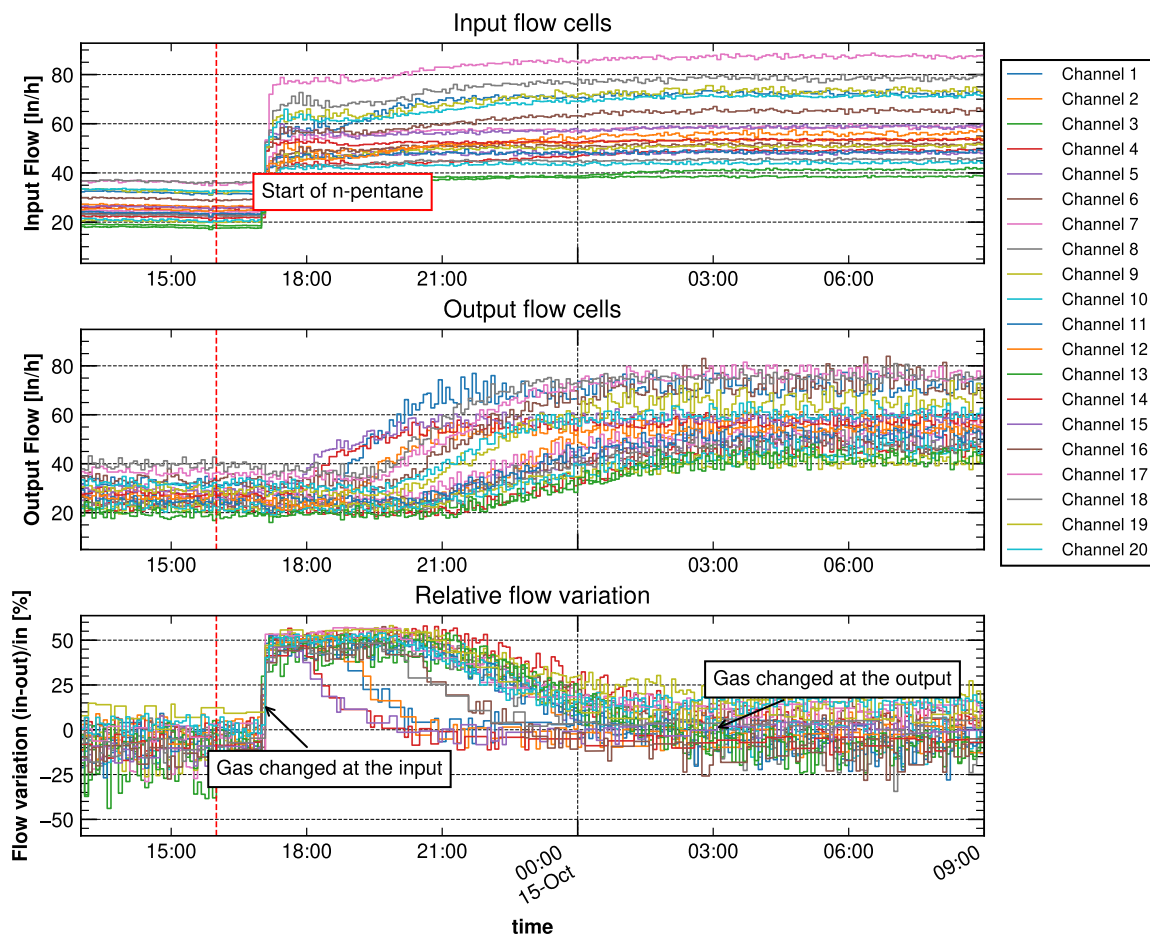 Input flow cells
Input Flow [ln/h]
80
60
40
20
Start of n-pentane
15:00
18:00
21:00
03:00
06:00
Channel 1
Channel 2
Channel 3
Channel 4
Channel 5
Channel 6
Channel 7
Channel 8
Channel 9
Channel 10
Channel 11
Channel 12
Channel 13
Channel 14
Channel 15
Channel 16
Channel 17
Channel 18
Channel 19
Channel 20
Output flow cells
Output Flow [ln/h]
80
60
40
20
15:00
18:00
21:00
03:00
06:00
Relative flow variation
Flow variation (in-out)/in [%]
50
25
0
−25
−50
Gas changed at the output
Gas changed at the input
15:00
18:00
21:00
00:00
15-Oct
03:00
06:00
09:00
time